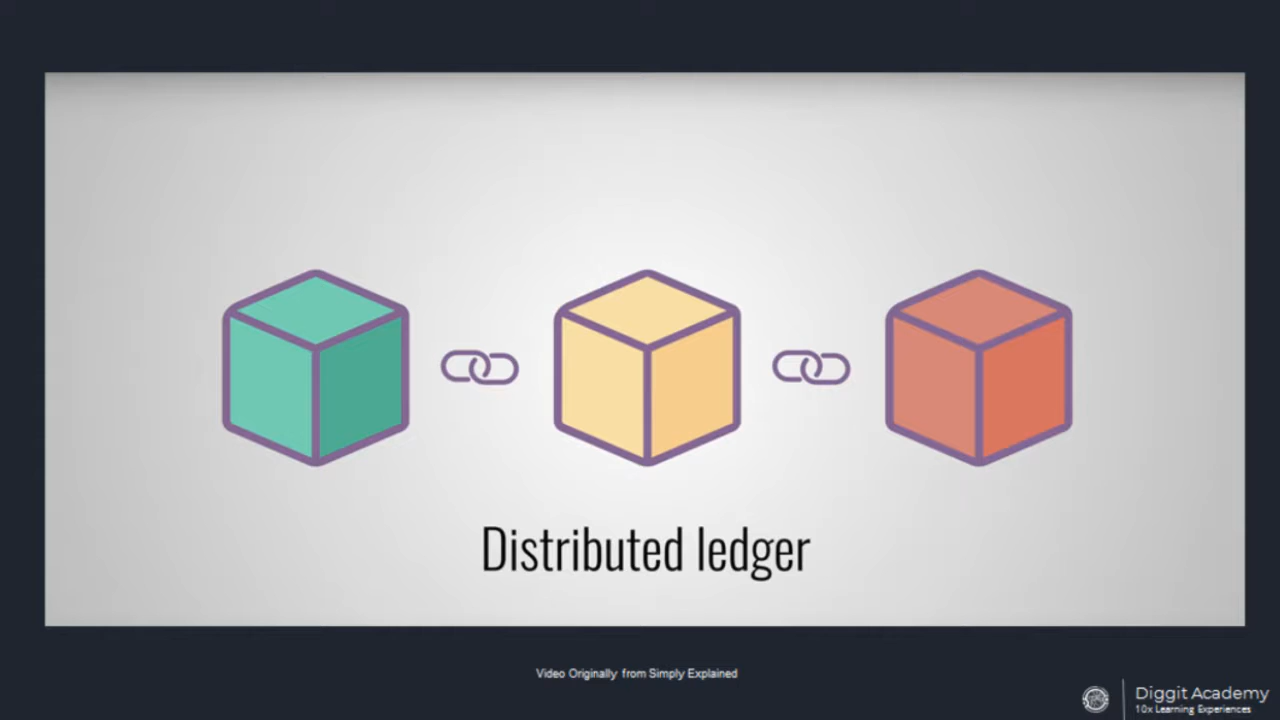 Distributed ledger
Video Originally from Simply Explained
Diggit Academy
10x Learning Experiences